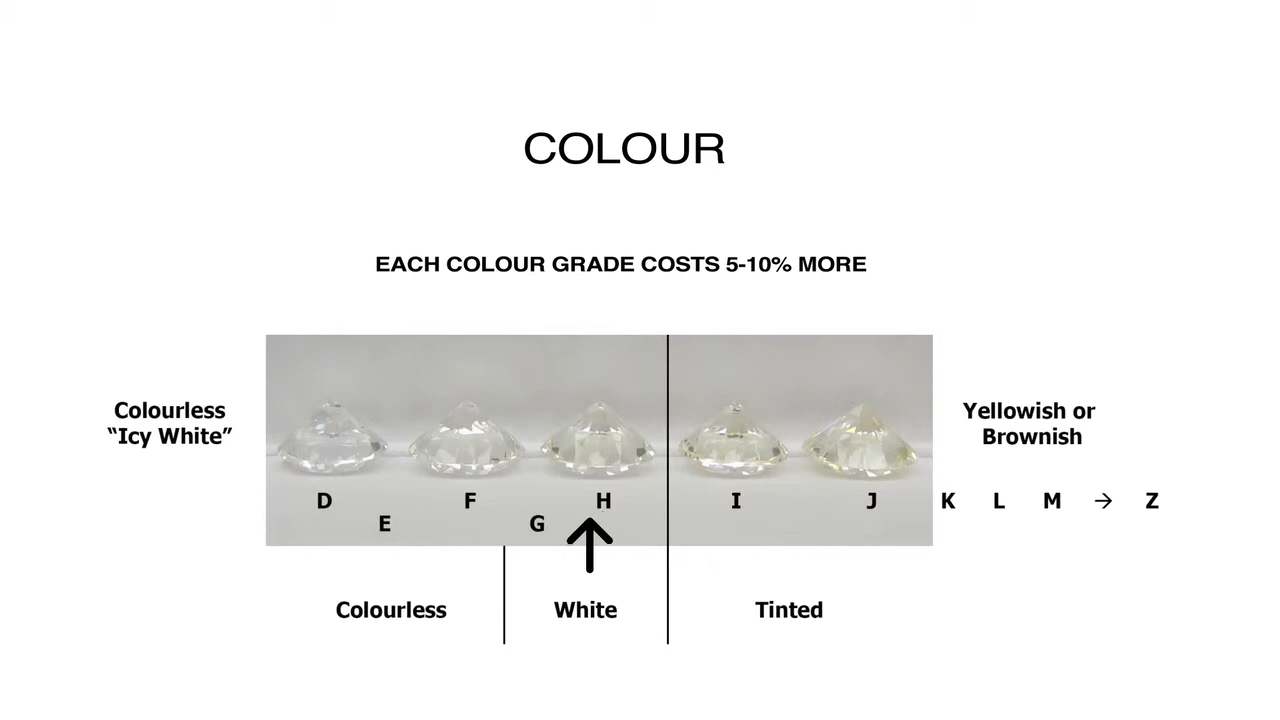 COLOUR
EACH COLOUR GRADE COSTS 5-10% MORE
Colourless
“Icy White”
Yellowish or
Brownish
D F H I J K L M → Z
E G
Colourless White Tinted